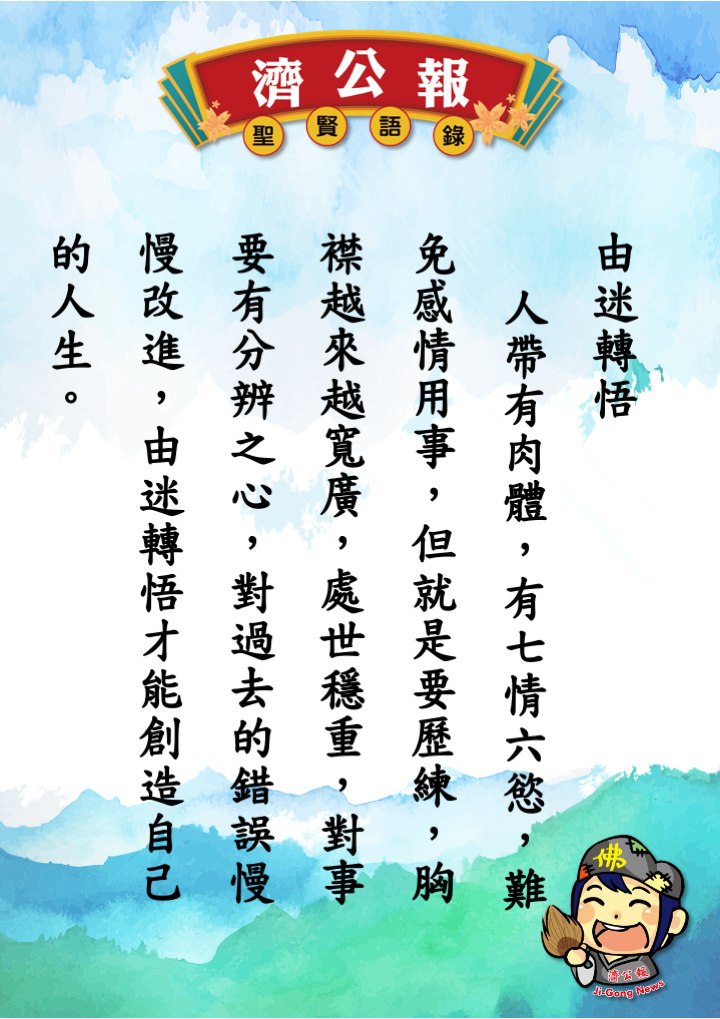 濟公報
聖賢語錄
由迷轉悟
人帶有肉體，有七情六慾，難
免感情用事，但就是要歷練，胸
襟越來越寬廣，處世穩重，對事
要有分辨之心，對過去的錯誤慢
慢改進，由迷轉悟才能創造自己
的人生。
佛
濟公報
Ji-Gong News